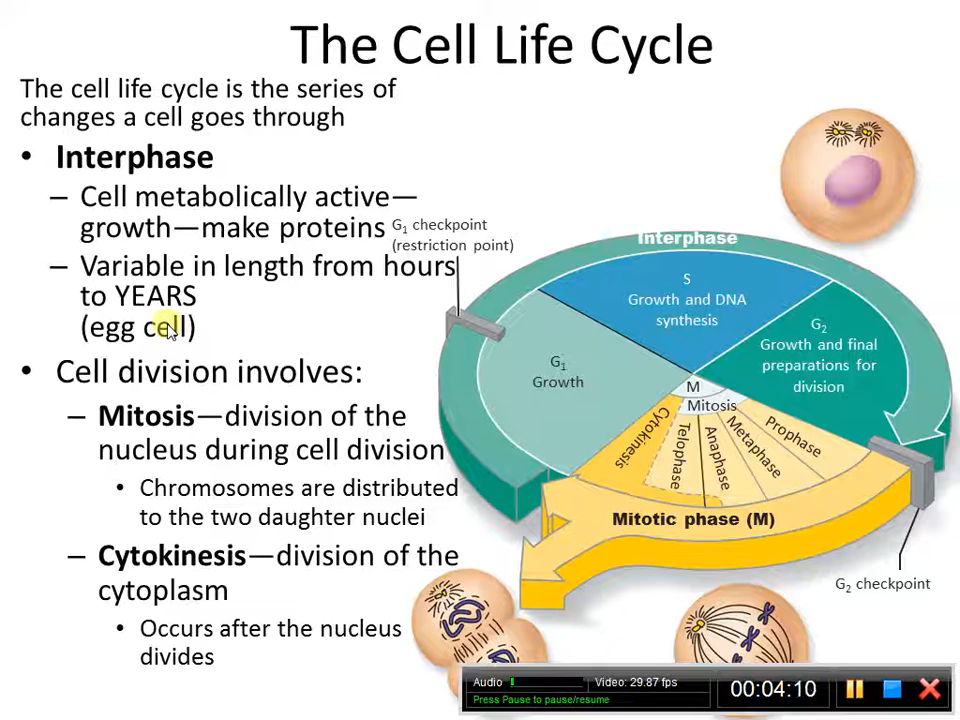 The Cell Life Cycle
The cell life cycle is the series of
changes a cell goes through
• Interphase
– Cell metabolically active—
growth—make proteins
– Variable in length from hours
to YEARS
(egg cell)
• Cell division involves:
– Mitosis—division of the
nucleus during cell division
• Chromosomes are distributed
to the two daughter nuclei
– Cytokinesis—division of the
cytoplasm
• Occurs after the nucleus
divides
G1 checkpoint
(restriction point)
Interphase
S
Growth and DNA
synthesis
G2
Growth and final
preparations for
division
G1
Growth
M
Mitosis
Cytokinesis
Telophase
Anaphase
Metaphase
Prophase
Mitotic phase (M)
G2 checkpoint
Audio
Video: 29.87 fps
Press Pause to pause/resume
00:04:10